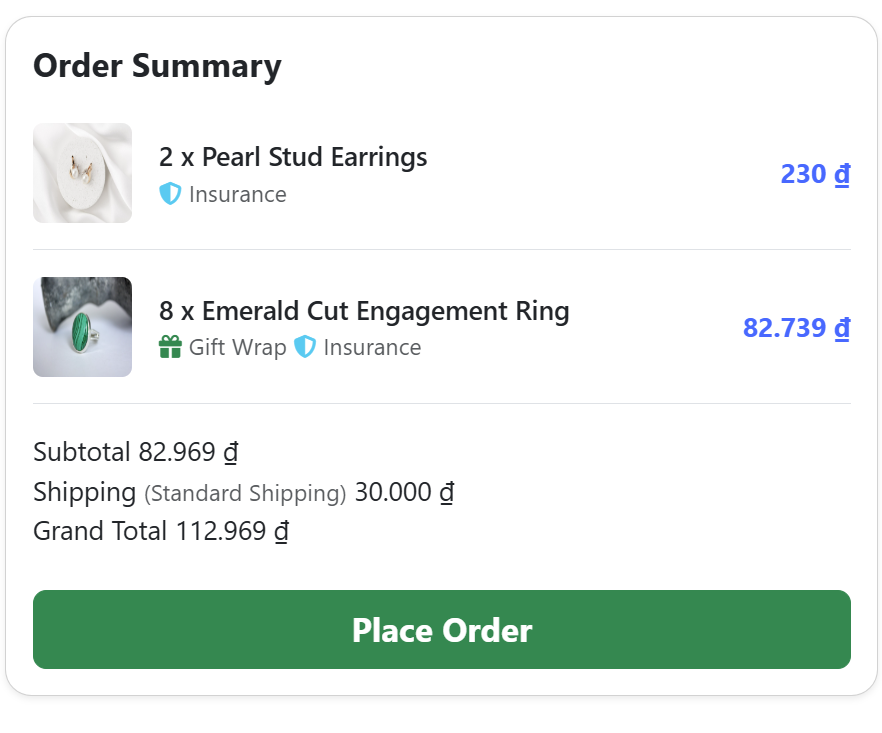 Order Summary
2 x Pearl Stud Earrings
Insurance
230 ₫
8 x Emerald Cut Engagement Ring
Gift Wrap Insurance
82.739 ₫
Subtotal 82.969 ₫
Shipping (Standard Shipping) 30.000 ₫
Grand Total 112.969 ₫
Place Order